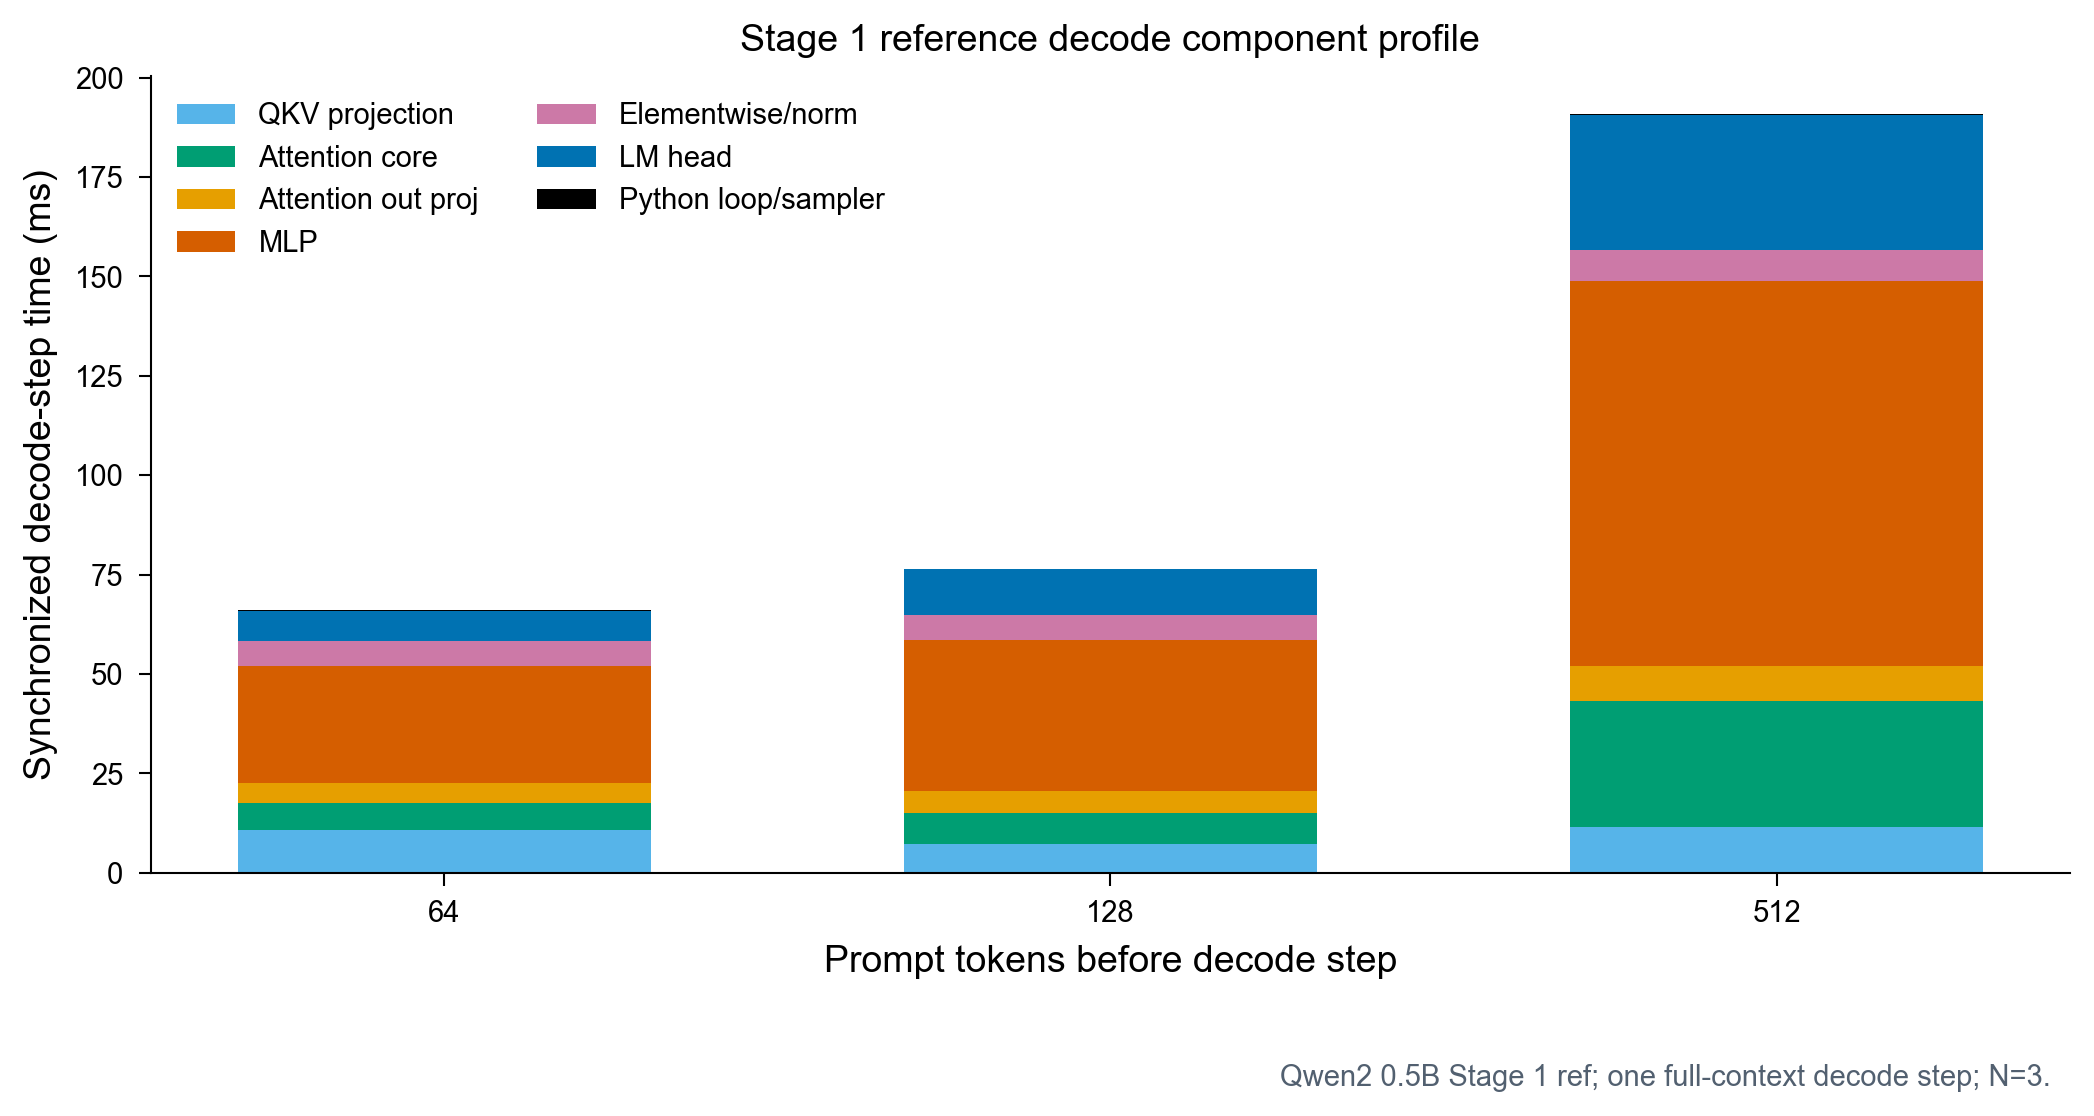 Stage 1 reference decode component profile
Synchronized decode-step time (ms)
200
175
150
125
100
75
50
25
0
QKV projection
Attention core
Attention out proj
MLP
Elementwise/norm
LM head
Python loop/sampler
64
128
512
Prompt tokens before decode step
Qwen2 0.5B Stage 1 ref; one full-context decode step; N=3.